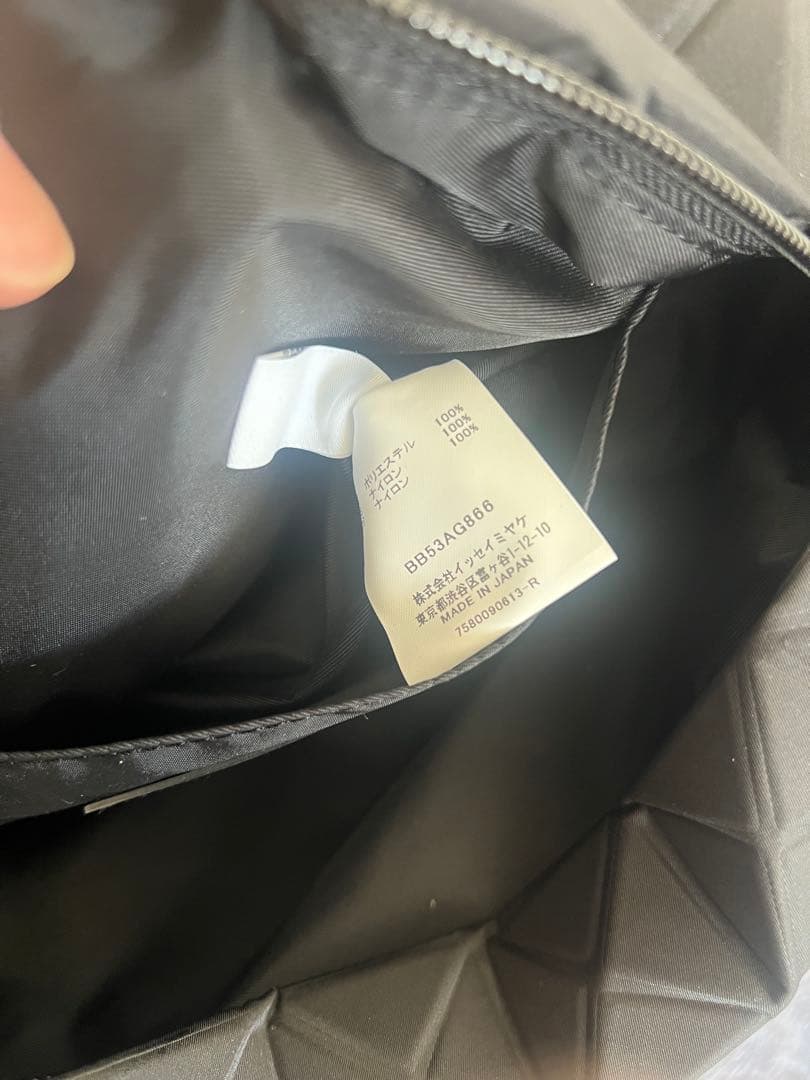 ポリエステル 100%
ナイロン 100%
ナイロン 100%
BB53AG866
株式会社イッセイミヤケ
東京都渋谷区富ヶ谷1-12-10
MADE IN JAPAN
7580090613-R